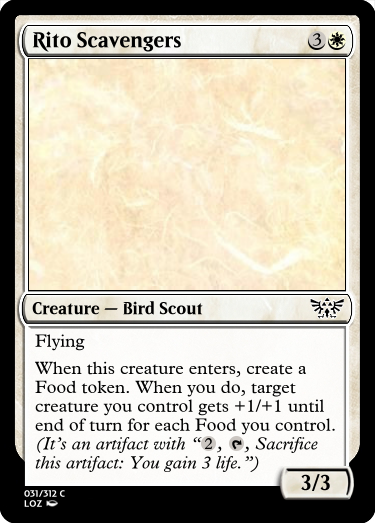 Rito Scavengers 3
Creature — Bird Scout
Flying
When this creature enters, create a
Food token. When you do, target
creature you control gets +1/+1 until
end of turn for each Food you control.
(It's an artifact with “2, , Sacrifice
this artifact: You gain 3 life.”)
3/3
031/312 C
LOZ